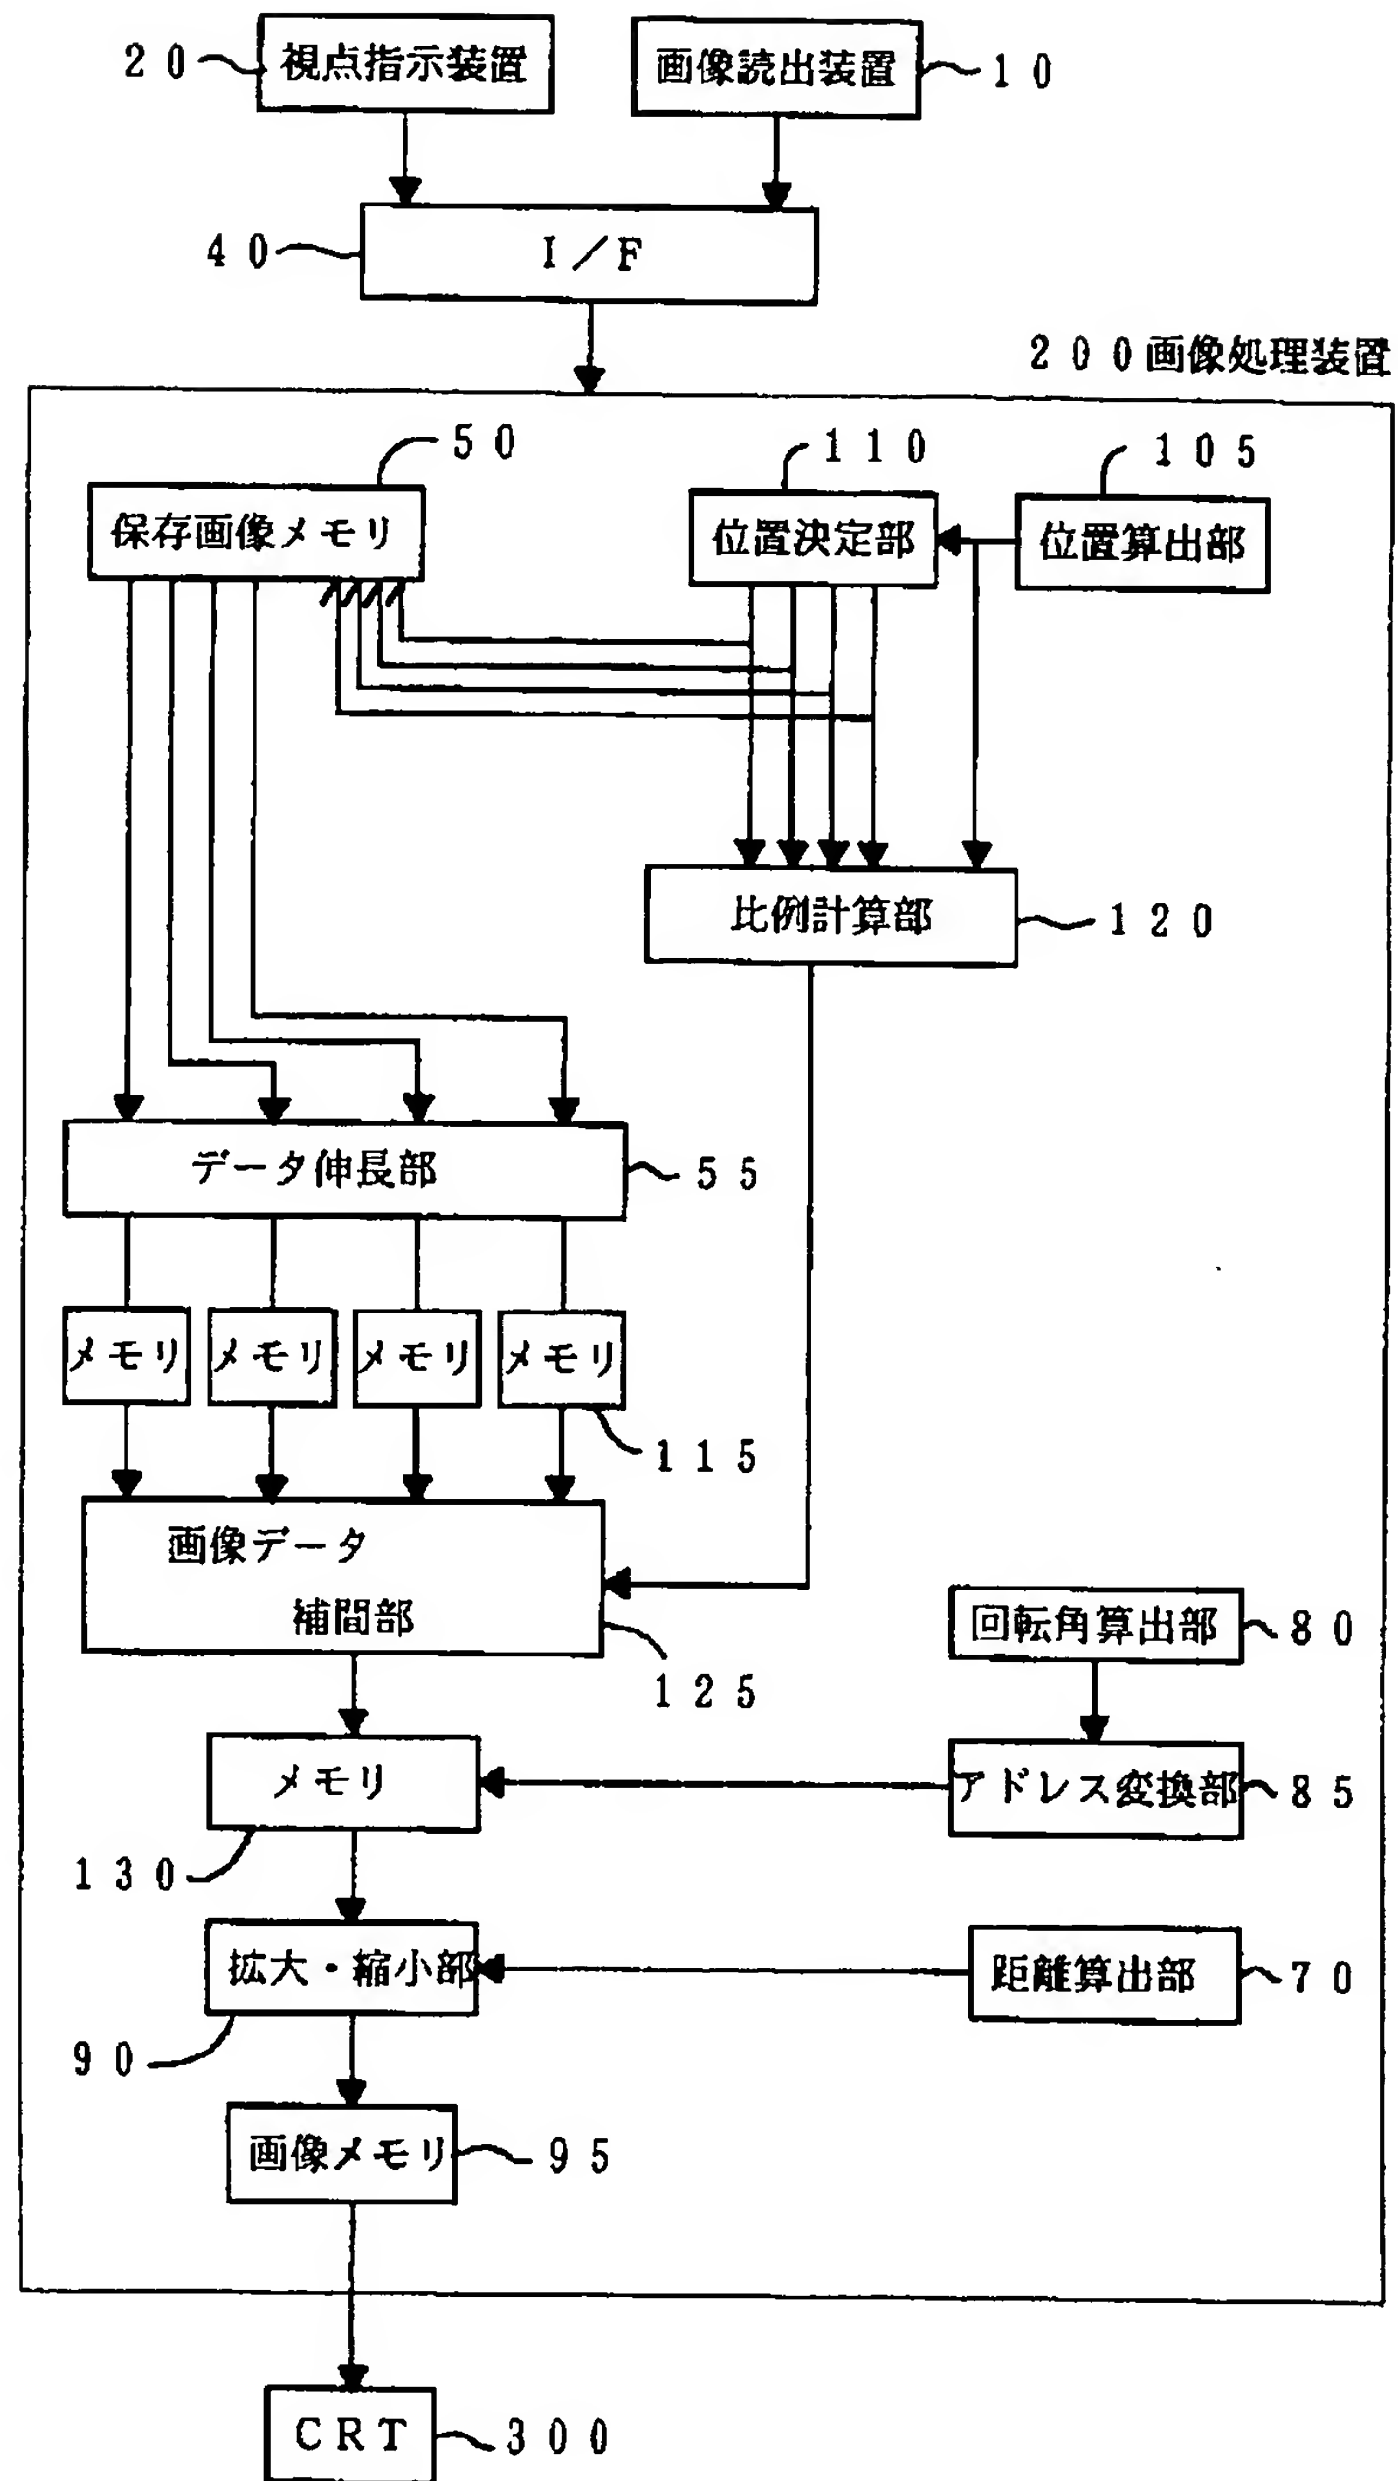 ２０ 視点指示装置 画像読出装置 １０
４０ Ｉ／Ｆ
２００画像処理装置
５０ １１０ １０５
保存画像メモリ 位置決定部 位置算出部
比例計算部 １２０
データ伸長部 ５５
メモリ メモリ メモリ メモリ
１１５
画像データ
補間部
１２５
回転角算出部 ８０
メモリ アドレス変換部 ８５
１３０
拡大・縮小部 距離算出部 ７０
９０
画像メモリ ９５
ＣＲＴ ３００